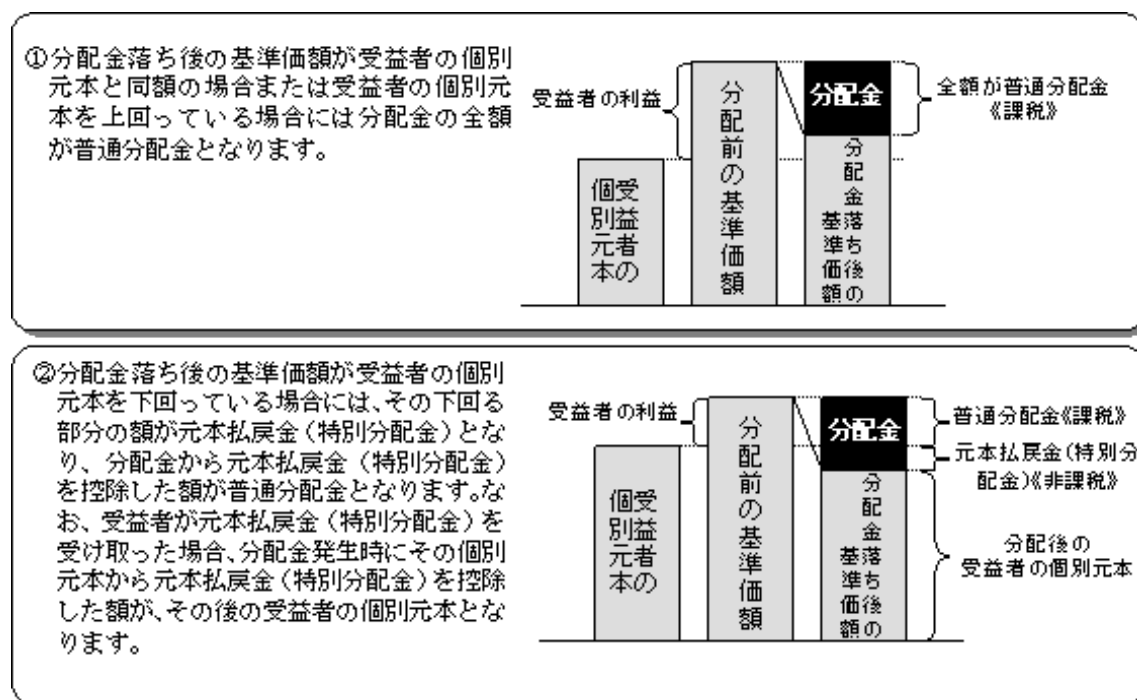 ①分配金落ち後の基準価額が受益者の個別
元本と同額の場合または受益者の個別元
本を上回っている場合には分配金の全額
が普通分配金となります。
受益者の利益
受益者の
個別元本
分配前の基準価額
分配金
分配金落ち後の
基準価額
全額が普通分配金
《課税》
②分配金落ち後の基準価額が受益者の個別
元本を下回っている場合には、その下回る
部分の額が元本払戻金（特別分配金）とな
り、分配金から元本払戻金（特別分配金）
を控除した額が普通分配金となります。な
お、受益者が元本払戻金（特別分配金）を
受け取った場合、分配金発生時にその個別
元本から元本払戻金（特別分配金）を控除
した額が、その後の受益者の個別元本とな
ります。
受益者の利益
受益者の
個別元本
分配前の基準価額
分配金
分配金落ち後の
基準価額
普通分配金《課税》
元本払戻金(特別分
配金)《非課税》
分配後の
受益者の個別元本